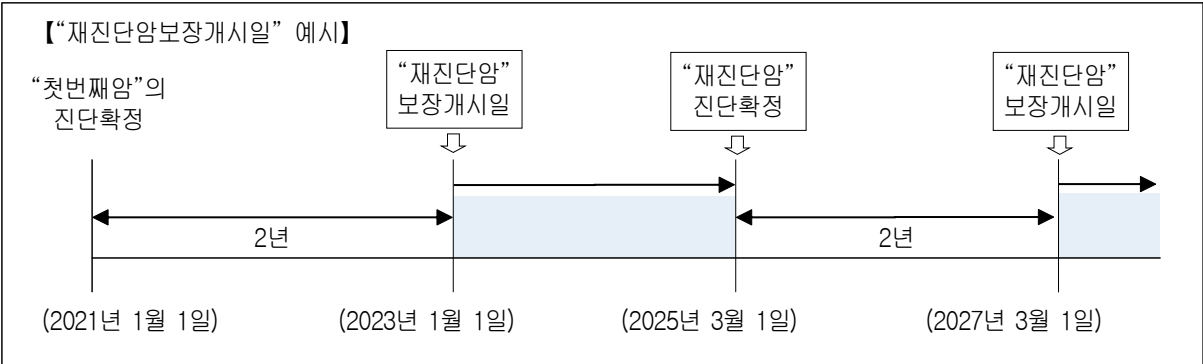 【“재진단암보장개시일” 예시】
“첫번째암”의
진단확정
“재진단암”
보장개시일
“재진단암”
진단확정
“재진단암”
보장개시일
2년
2년
(2021년 1월 1일)
(2023년 1월 1일)
(2025년 3월 1일)
(2027년 3월 1일)